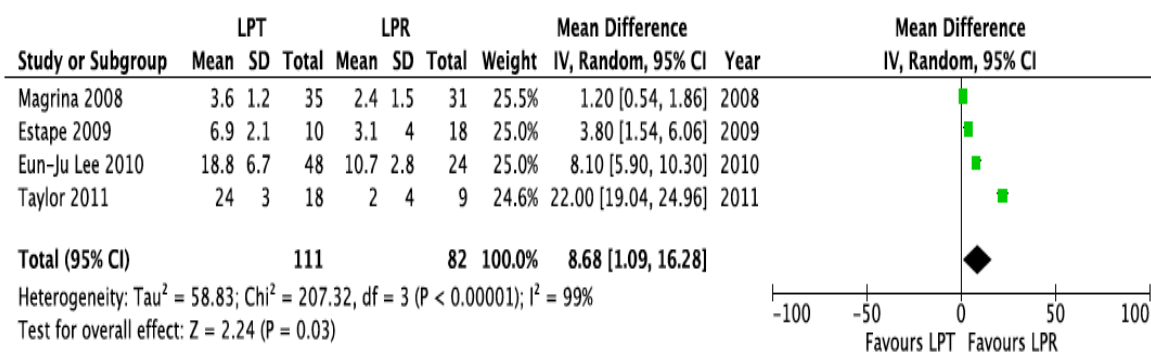 LPT LPR Mean Difference Mean Difference
Study or Subgroup Mean SD Total Mean SD Total Weight IV, Random, 95% CI Year IV, Random, 95% CI
Magrina 2008 3.6 1.2 35 2.4 1.5 31 25.5% 1.20 [0.54, 1.86] 2008
Estape 2009 6.9 2.1 10 3.1 4 18 25.0% 3.80 [1.54, 6.06] 2009
Eun-Ju Lee 2010 18.8 6.7 48 10.7 2.8 24 25.0% 8.10 [5.90, 10.30] 2010
Taylor 2011 24 3 18 2 4 9 24.6% 22.00 [19.04, 24.96] 2011
Total (95% CI) 111 82 100.0% 8.68 [1.09, 16.28]
Heterogeneity: Tau² = 58.83; Chi² = 207.32, df = 3 (P < 0.00001); I² = 99%
Test for overall effect: Z = 2.24 (P = 0.03)
-100 -50 0 50 100
Favours LPT Favours LPR